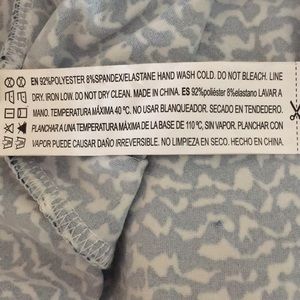 EN 92%POLYESTER 8%SPANDEX/ELASTANE HAND WASH COLD. DO NOT BLEACH. LINE
DRY. IRON LOW. DO NOT DRY CLEAN. MADE IN CHINA. ES 92%poliéster 8%elastano LAVAR A
MANO. TEMPERATURA MÁXIMA 40 ºC. NO USAR BLANQUEADOR. SECADO EN TENDEDERO.
PLANCHAR A UNA TEMPERATURA MÁXIMA DE LA BASE DE 110 ºC, SIN VAPOR. PLANCHAR CON
VAPOR PUEDE CAUSAR DAÑO IRREVERSIBLE. NO LIMPIEZA EN SECO. HECHO EN CHINA.